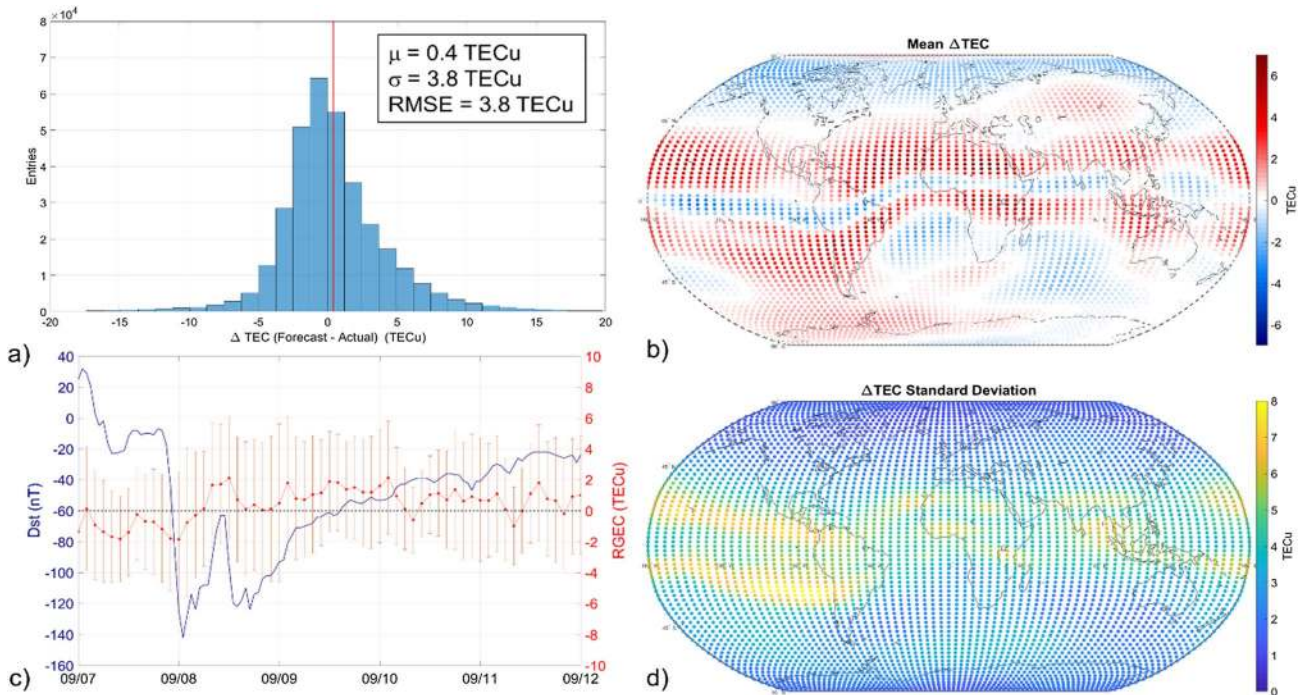 ×10^4
8
7
6
5
4
3
2
1
0
Entries
μ = 0.4 TECu
σ = 3.8 TECu
RMSE = 3.8 TECu
-20 -15 -10 -5 0 5 10 15 20
Δ TEC (Forecast - Actual) (TECu)
a)
Mean ΔTEC
6
4
2
0
-2
-4
-6
TECu
b)
40
20
0
-20
-40
-60
-80
-100
-120
-140
-160
Dst (nT)
10
8
6
4
2
0
-2
-4
-6
-8
-10
RGEC (TECu)
09/07 09/08 09/09 09/10 09/11 09/12
c)
ΔTEC Standard Deviation
8
7
6
5
4
3
2
1
0
TECu
d)